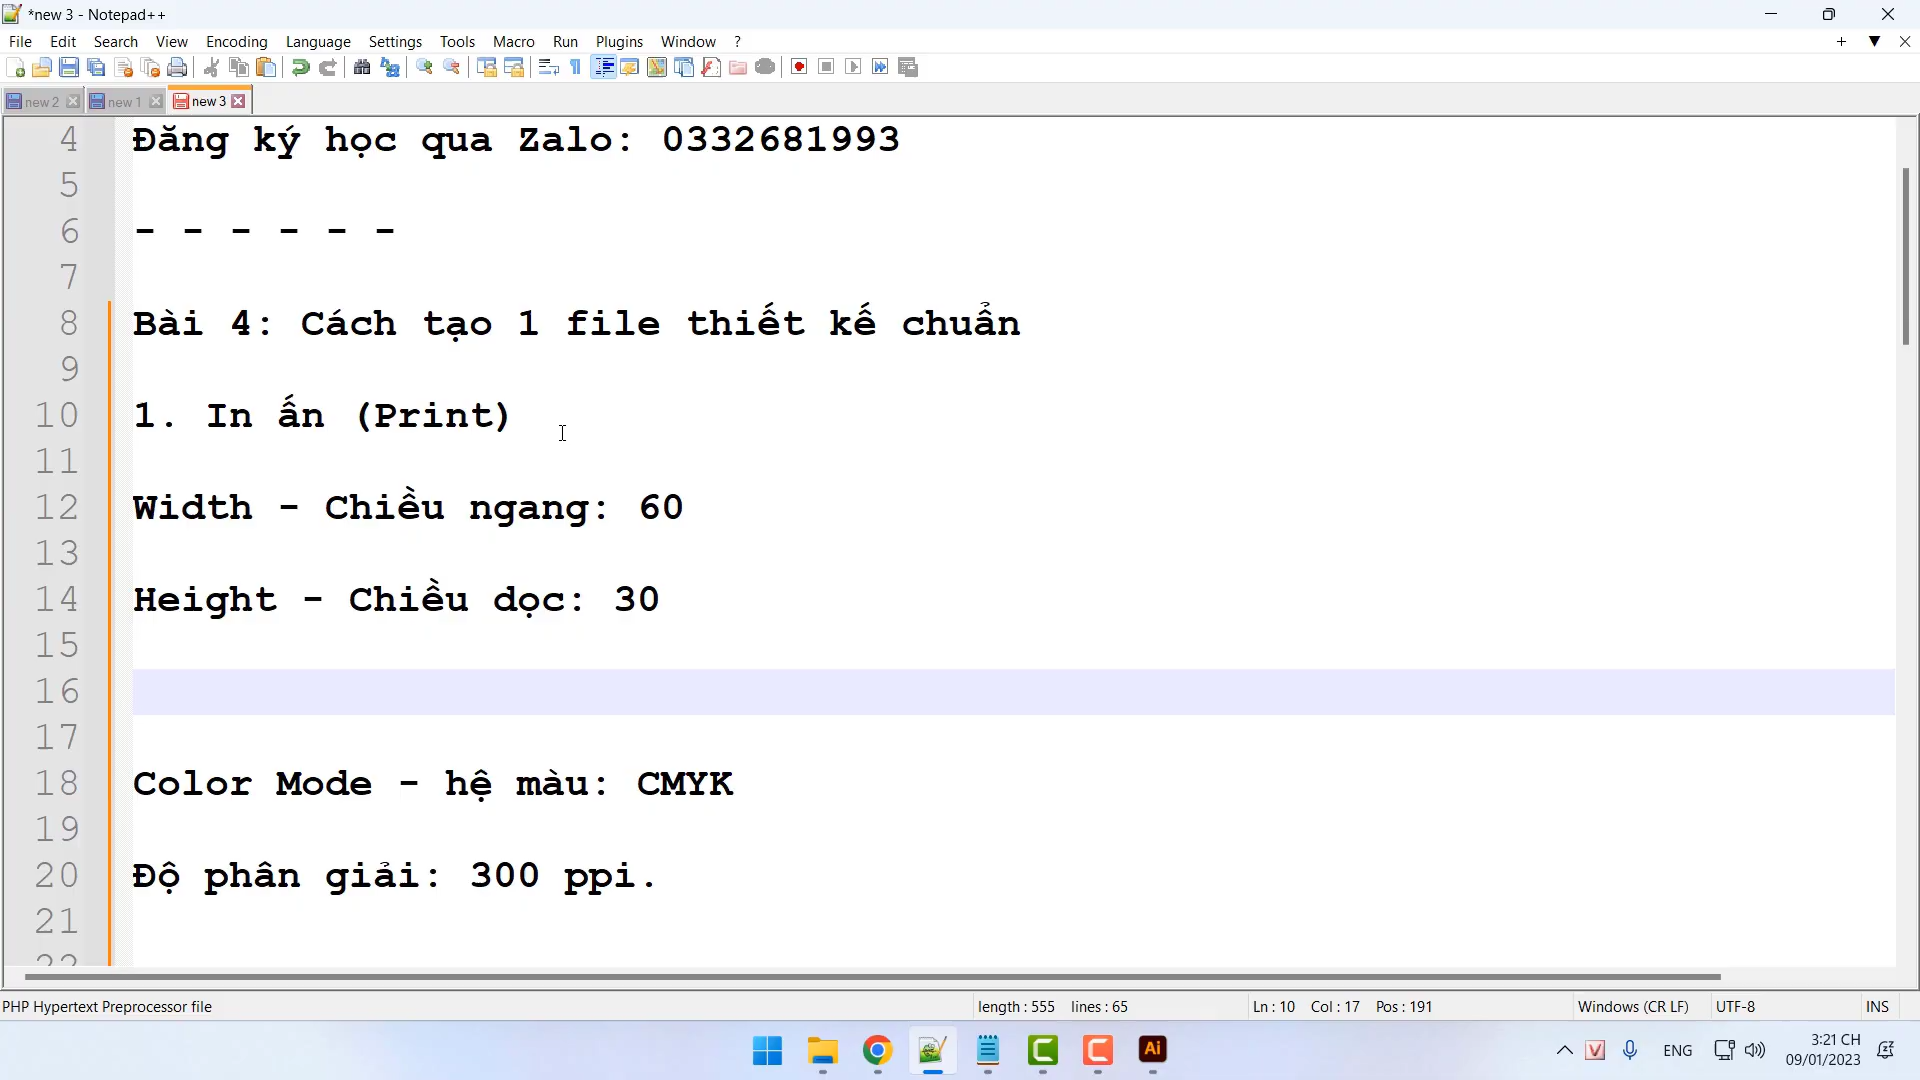 *new 3 - Notepad++
File Edit Search View Encoding Language Settings Tools Macro Run Plugins Window ?
new 2 new 1 new 3
4 Đăng ký học qua Zalo: 0332681993
5
6 - - - - - -
7
8 Bài 4: Cách tạo 1 file thiết kế chuẩn
9
10 1. In ấn (Print)
11
12 Width - Chiều ngang: 60
13
14 Height - Chiều dọc: 30
15
16
17
18 Color Mode - hệ màu: CMYK
19
20 Độ phân giải: 300 ppi.
21
22
PHP Hypertext Preprocessor file length : 555 lines : 65 Ln : 10 Col : 17 Pos : 191 Windows (CR LF) UTF-8 INS
Ai V ENG 3:21 CH
09/01/2023